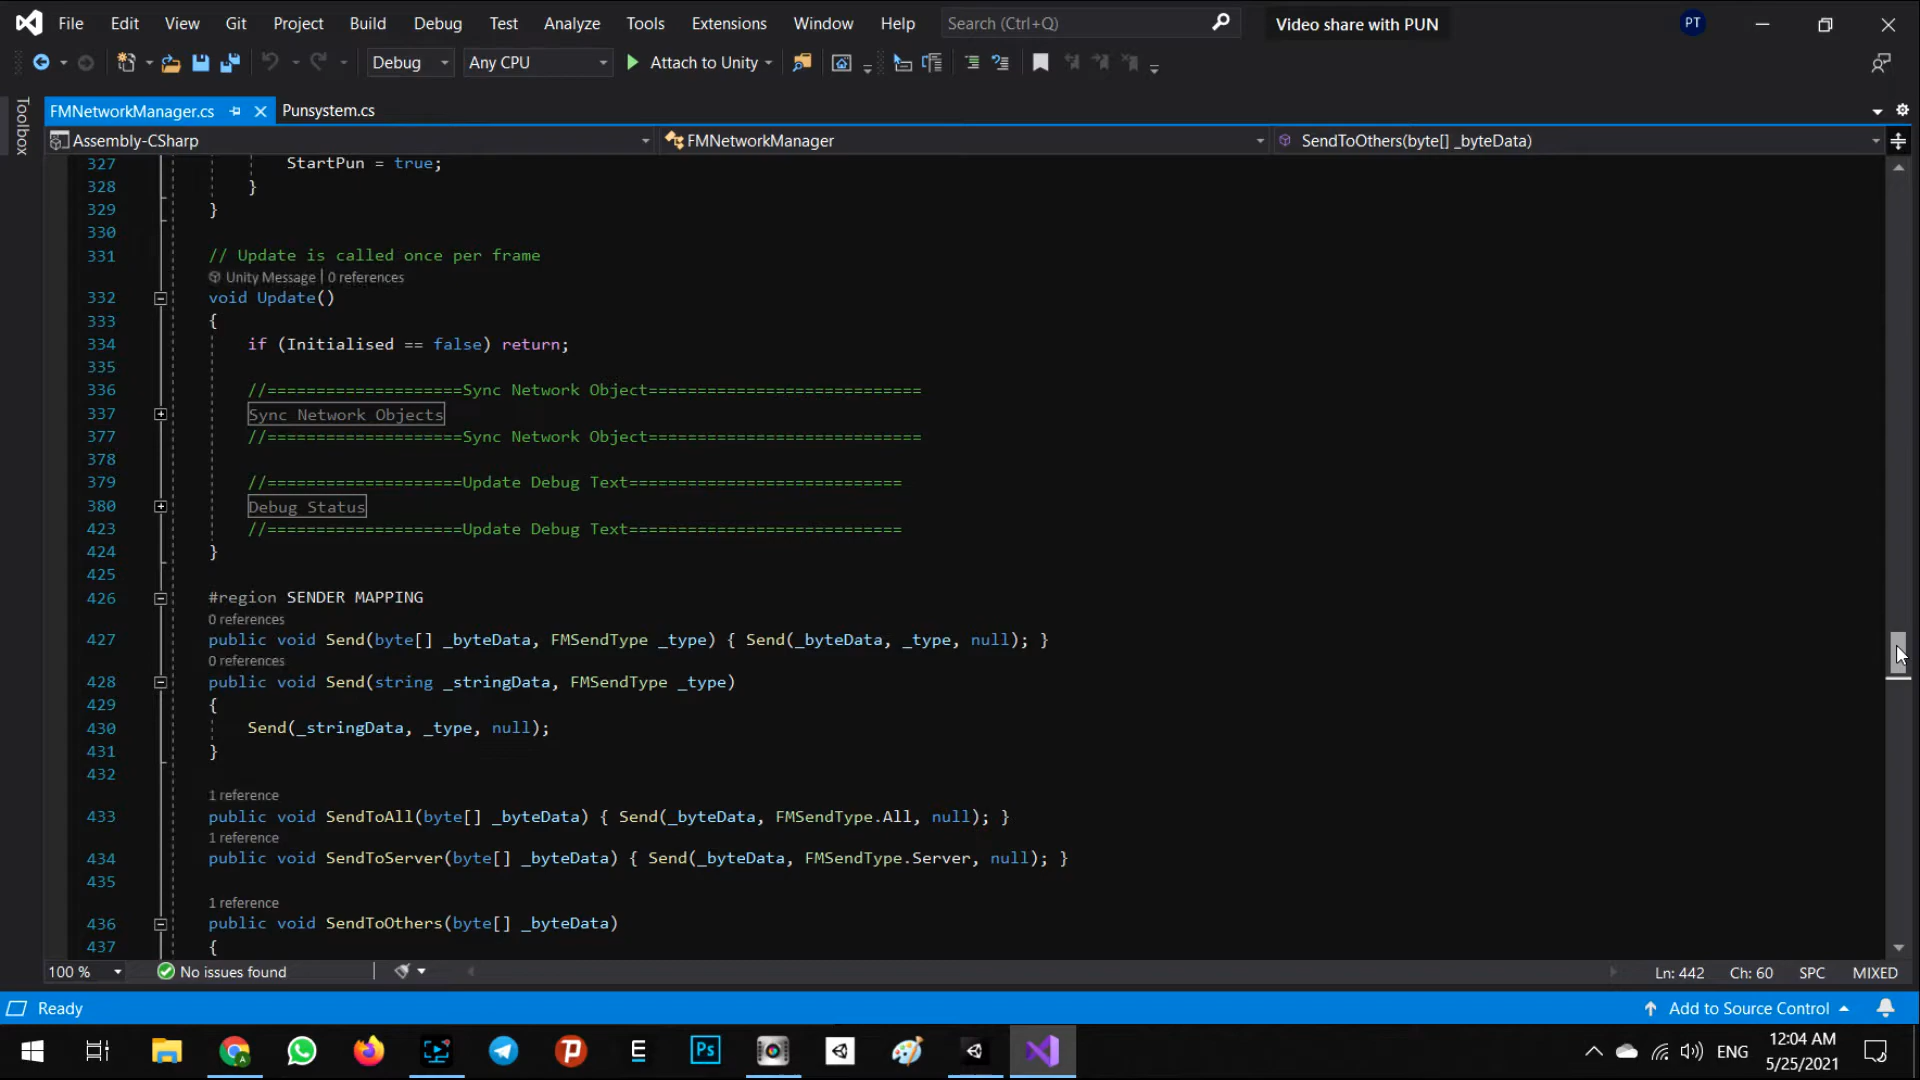 File Edit View Git Project Build Debug Test Analyze Tools Extensions Window Help Search (Ctrl+Q) Video share with PUN PT
Debug Any CPU Attach to Unity
Toolbox
FMNetworkManager.cs Punsystem.cs
Assembly-CSharp FMNetworkManager SendToOthers(byte[] _byteData)
327 StartPun = true;
328 }
329 }
330
331 // Update is called once per frame
Unity Message | 0 references
332 void Update()
333 {
334 if (Initialised == false) return;
335
336 //====================Sync Network Object============================
337 Sync Network Objects
377 //====================Sync Network Object============================
378
379 //====================Update Debug Text============================
380 Debug Status
423 //====================Update Debug Text============================
424 }
425
426 #region SENDER MAPPING
0 references
427 public void Send(byte[] _byteData, FMSendType _type) { Send(_byteData, _type, null); }
0 references
428 public void Send(string _stringData, FMSendType _type)
429 {
430 Send(_stringData, _type, null);
431 }
432
1 reference
433 public void SendToAll(byte[] _byteData) { Send(_byteData, FMSendType.All, null); }
1 reference
434 public void SendToServer(byte[] _byteData) { Send(_byteData, FMSendType.Server, null); }
435
1 reference
436 public void SendToOthers(byte[] _byteData)
437 {
100 % No issues found Ln: 442 Ch: 60 SPC MIXED
Ready Add to Source Control
Ps ENG 12:04 AM
5/25/2021